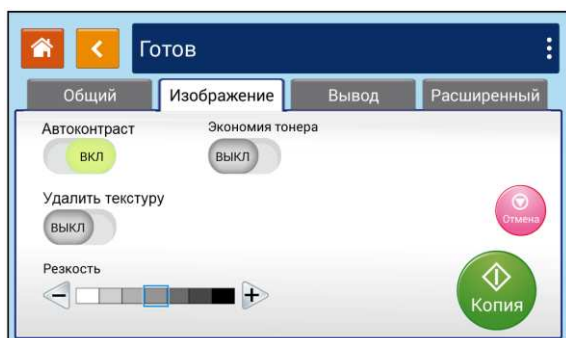 Готов
Общий Изображение Вывод Расширенный
Автоконтраст Экономия тонера
ВКЛ ВЫКЛ
Удалить текстуру
ВЫКЛ
Отмена
Резкость
Копия